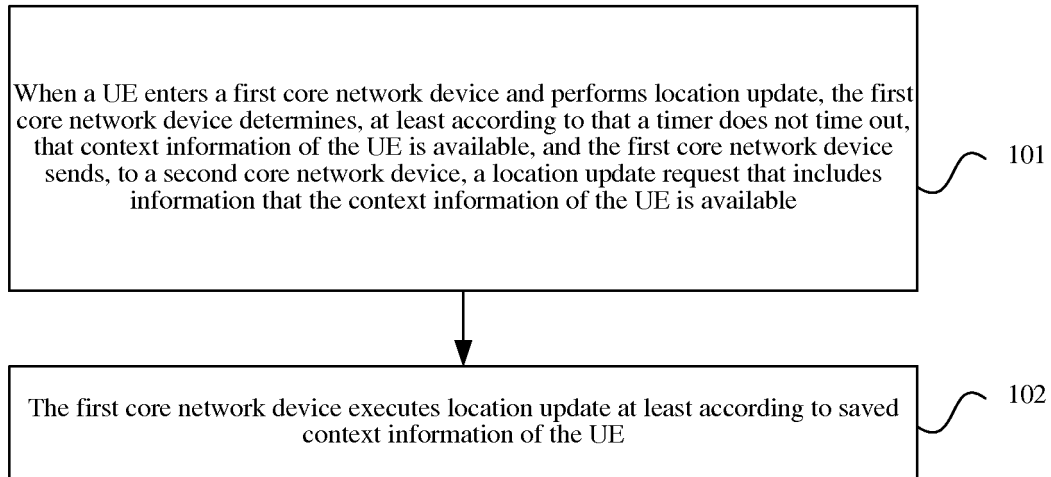 When a UE enters a first core network device and performs location update, the first
core network device determines, at least according to that a timer does not time out,
that context information of the UE is available, and the first core network device
sends, to a second core network device, a location update request that includes
information that the context information of the UE is available
101
The first core network device executes location update at least according to saved
context information of the UE
102